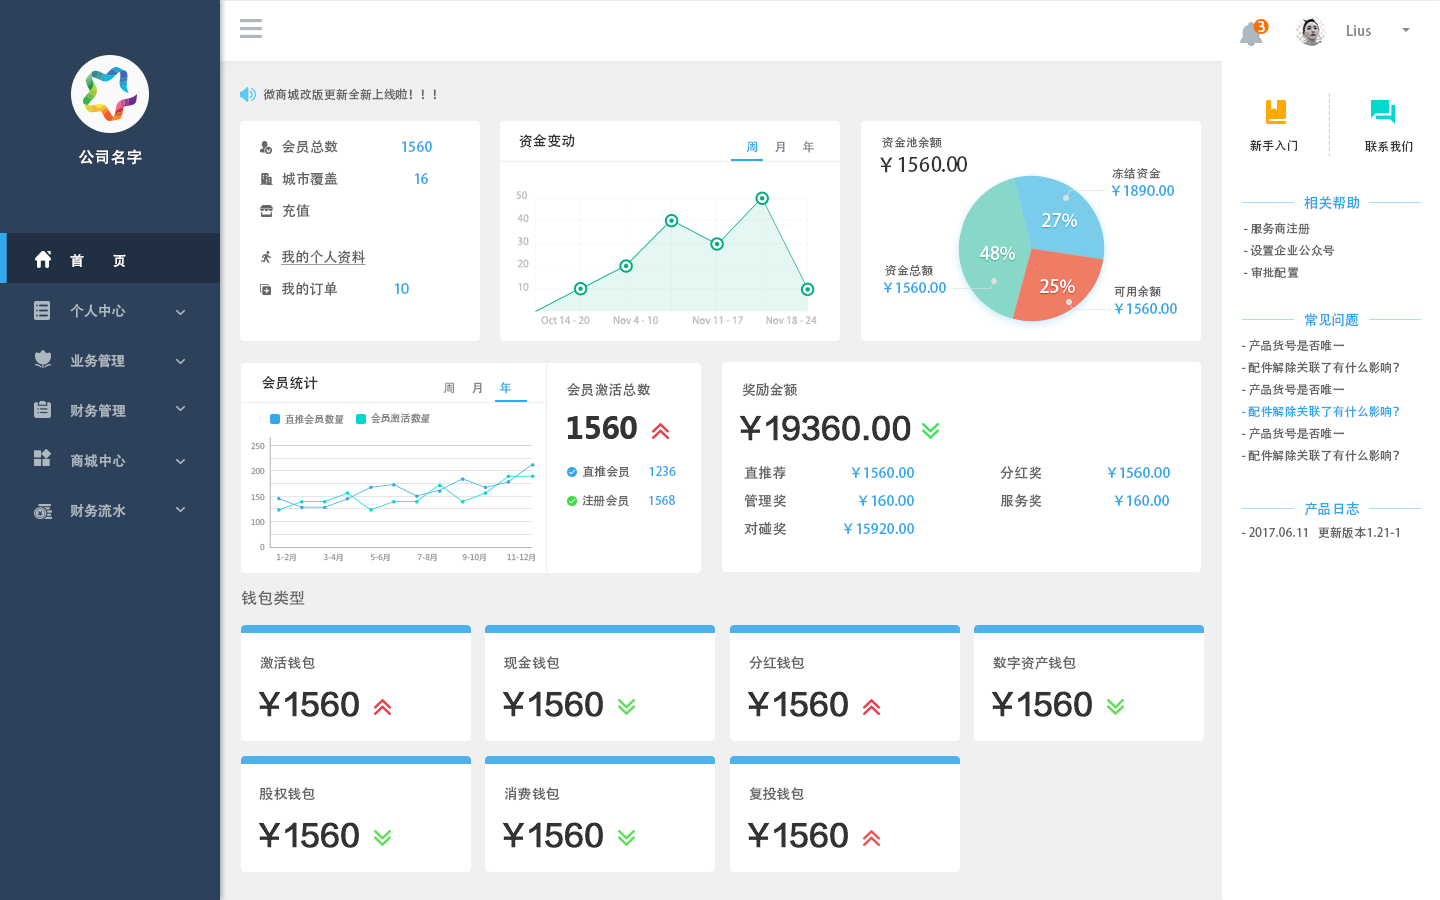 3
Lius
公司名字
首 页
个人中心
业务管理
财务管理
商城中心
财务流水
微商城改版更新全新上线啦！！！
会员总数 1560
城市覆盖 16
充值
我的个人资料
我的订单 10
资金变动
周 月 年
50
40
30
20
10
Oct 14 - 20 Nov 4 - 10 Nov 11 - 17 Nov 18 - 24
资金池余额
¥ 1560.00
冻结资金
¥ 1890.00
27%
48%
25%
资金总额
¥ 1560.00
可用余额
¥ 1560.00
会员统计
周 月 年
直推会员数量 会员激活数量
250
200
150
100
0
1-2月 3-4月 5-6月 7-8月 9-10月 11-12月
会员激活总数
1560
直推会员 1236
注册会员 1568
奖励金额
¥19360.00
直推荐 ¥ 1560.00 分红奖 ¥ 1560.00
管理奖 ¥ 160.00 服务奖 ¥ 160.00
对碰奖 ¥ 15920.00
钱包类型
激活钱包
¥1560
现金钱包
¥1560
分红钱包
¥1560
数字资产钱包
¥1560
股权钱包
¥1560
消费钱包
¥1560
复投钱包
¥1560
新手入门 联系我们
相关帮助
- 服务商注册
- 设置企业公众号
- 审批配置
常见问题
- 产品货号是否唯一
- 配件解除关联了有什么影响?
- 产品货号是否唯一
- 配件解除关联了有什么影响?
- 产品货号是否唯一
- 配件解除关联了有什么影响?
产品日志
- 2017.06.11 更新版本1.21-1